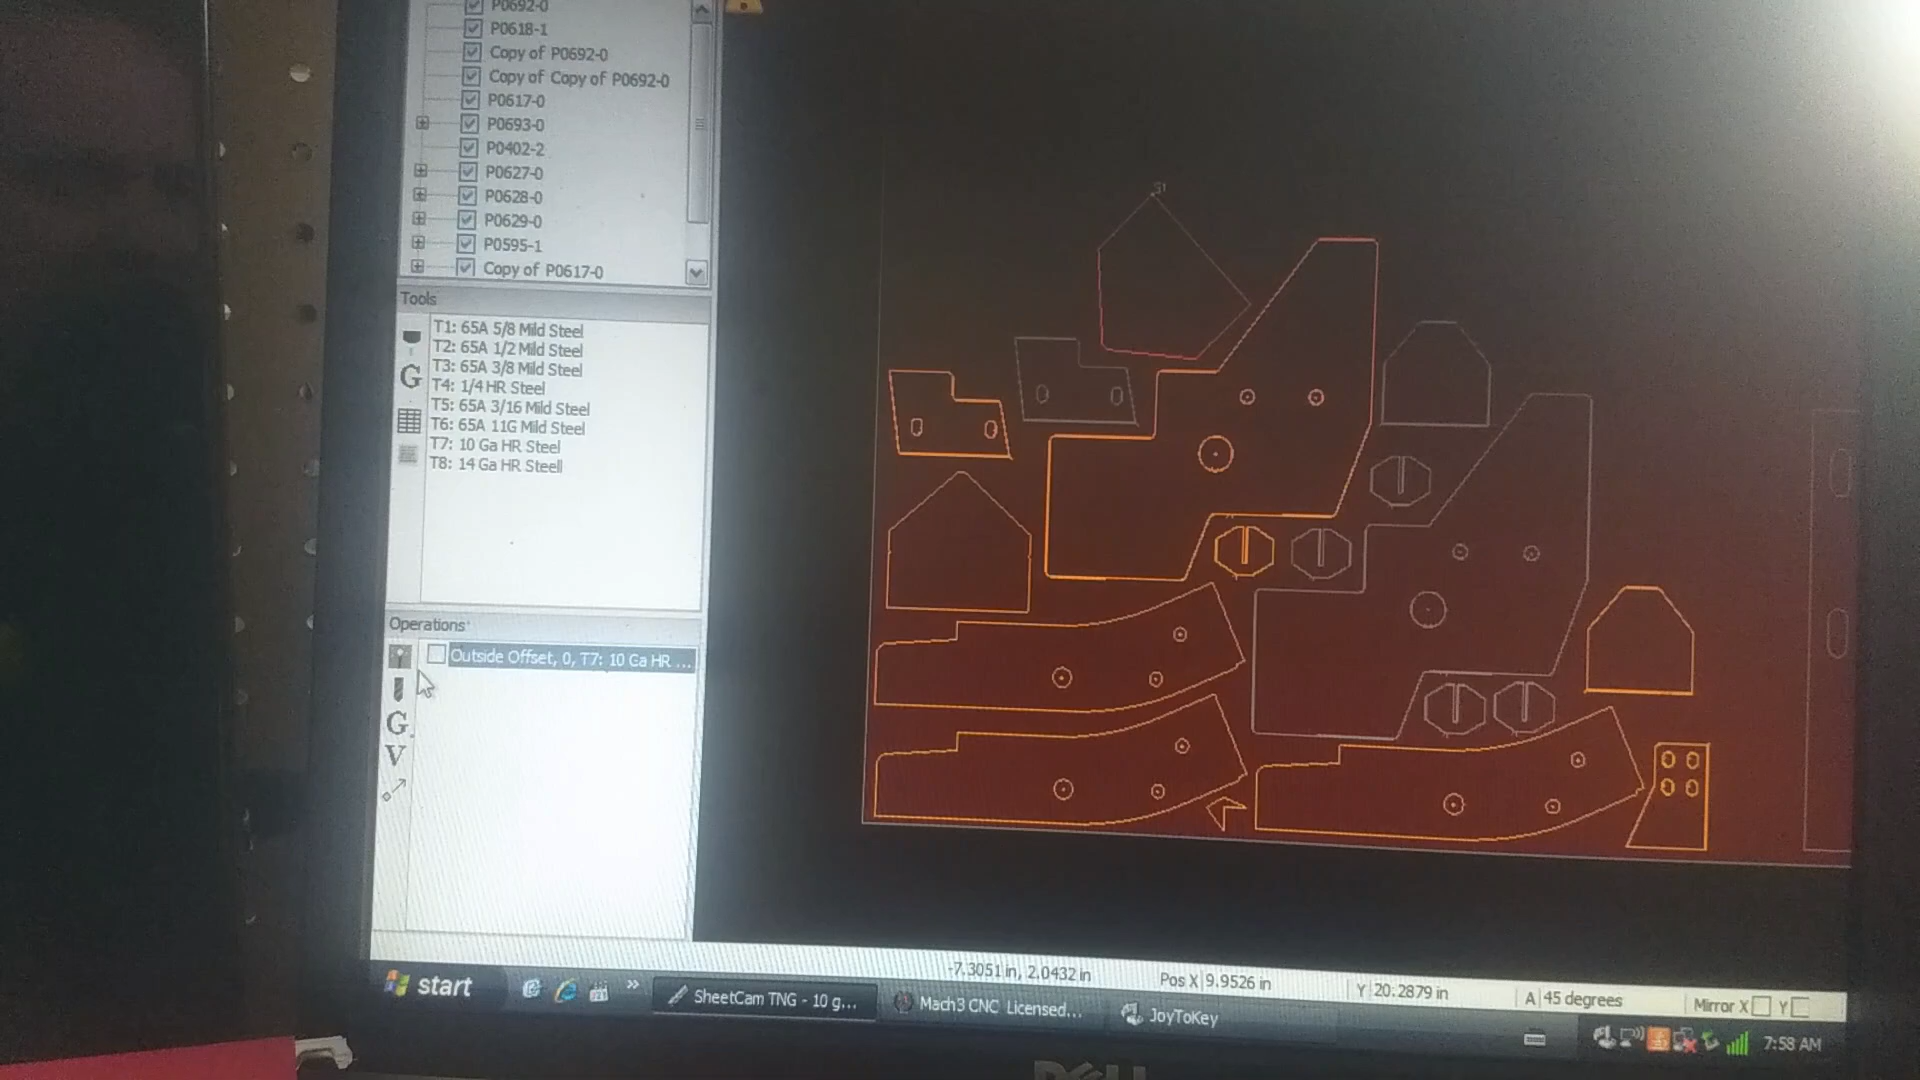 P0692-0
P0618-1
Copy of P0692-0
Copy of Copy of P0692-0
P0617-0
P0693-0
P0402-2
P0627-0
P0628-0
P0629-0
P0595-1
Copy of P0617-0
Tools
T1: 65A 5/8 Mild Steel
T2: 65A 1/2 Mild Steel
T3: 65A 3/8 Mild Steel
T4: 1/4 HR Steel
T5: 65A 3/16 Mild Steel
T6: 65A 11G Mild Steel
T7: 10 Ga HR Steel
T8: 14 Ga HR Steell
G
S1
Operations
Outside Offset, 0, T7: 10 Ga HR ...
G
V
-7.3051 in, 2.0432 in
Pos X 9.9526 in
Y 20.2879 in
A 45 degrees
Mirror X Y
start
SheetCam TNG - 10 g...
Mach3 CNC Licensed...
JoyToKey
7:58 AM
DELL